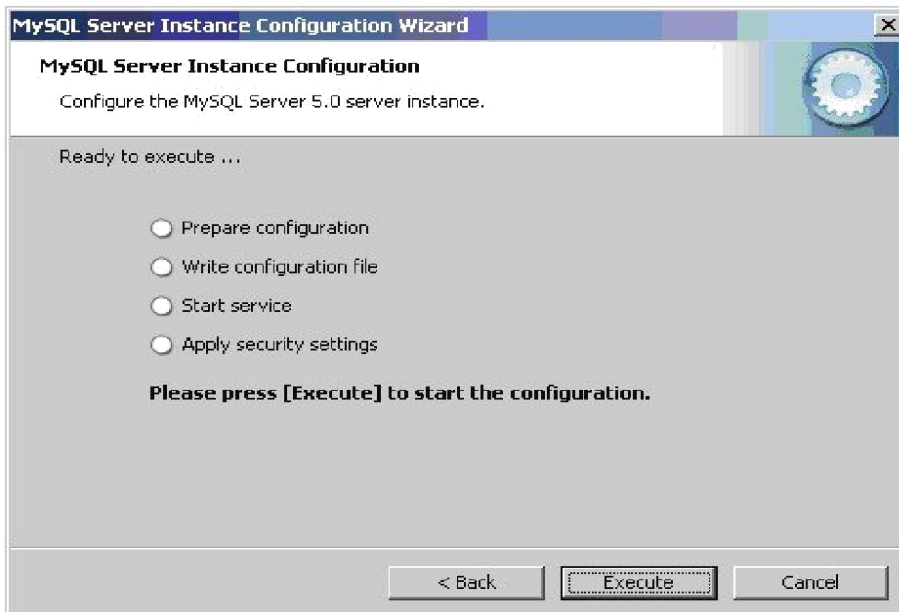 MySQL Server Instance Configuration Wizard
MySQL Server Instance Configuration
Configure the MySQL Server 5.0 server instance.
Ready to execute ...
Prepare configuration
Write configuration file
Start service
Apply security settings
Please press [Execute] to start the configuration.
< Back Execute Cancel